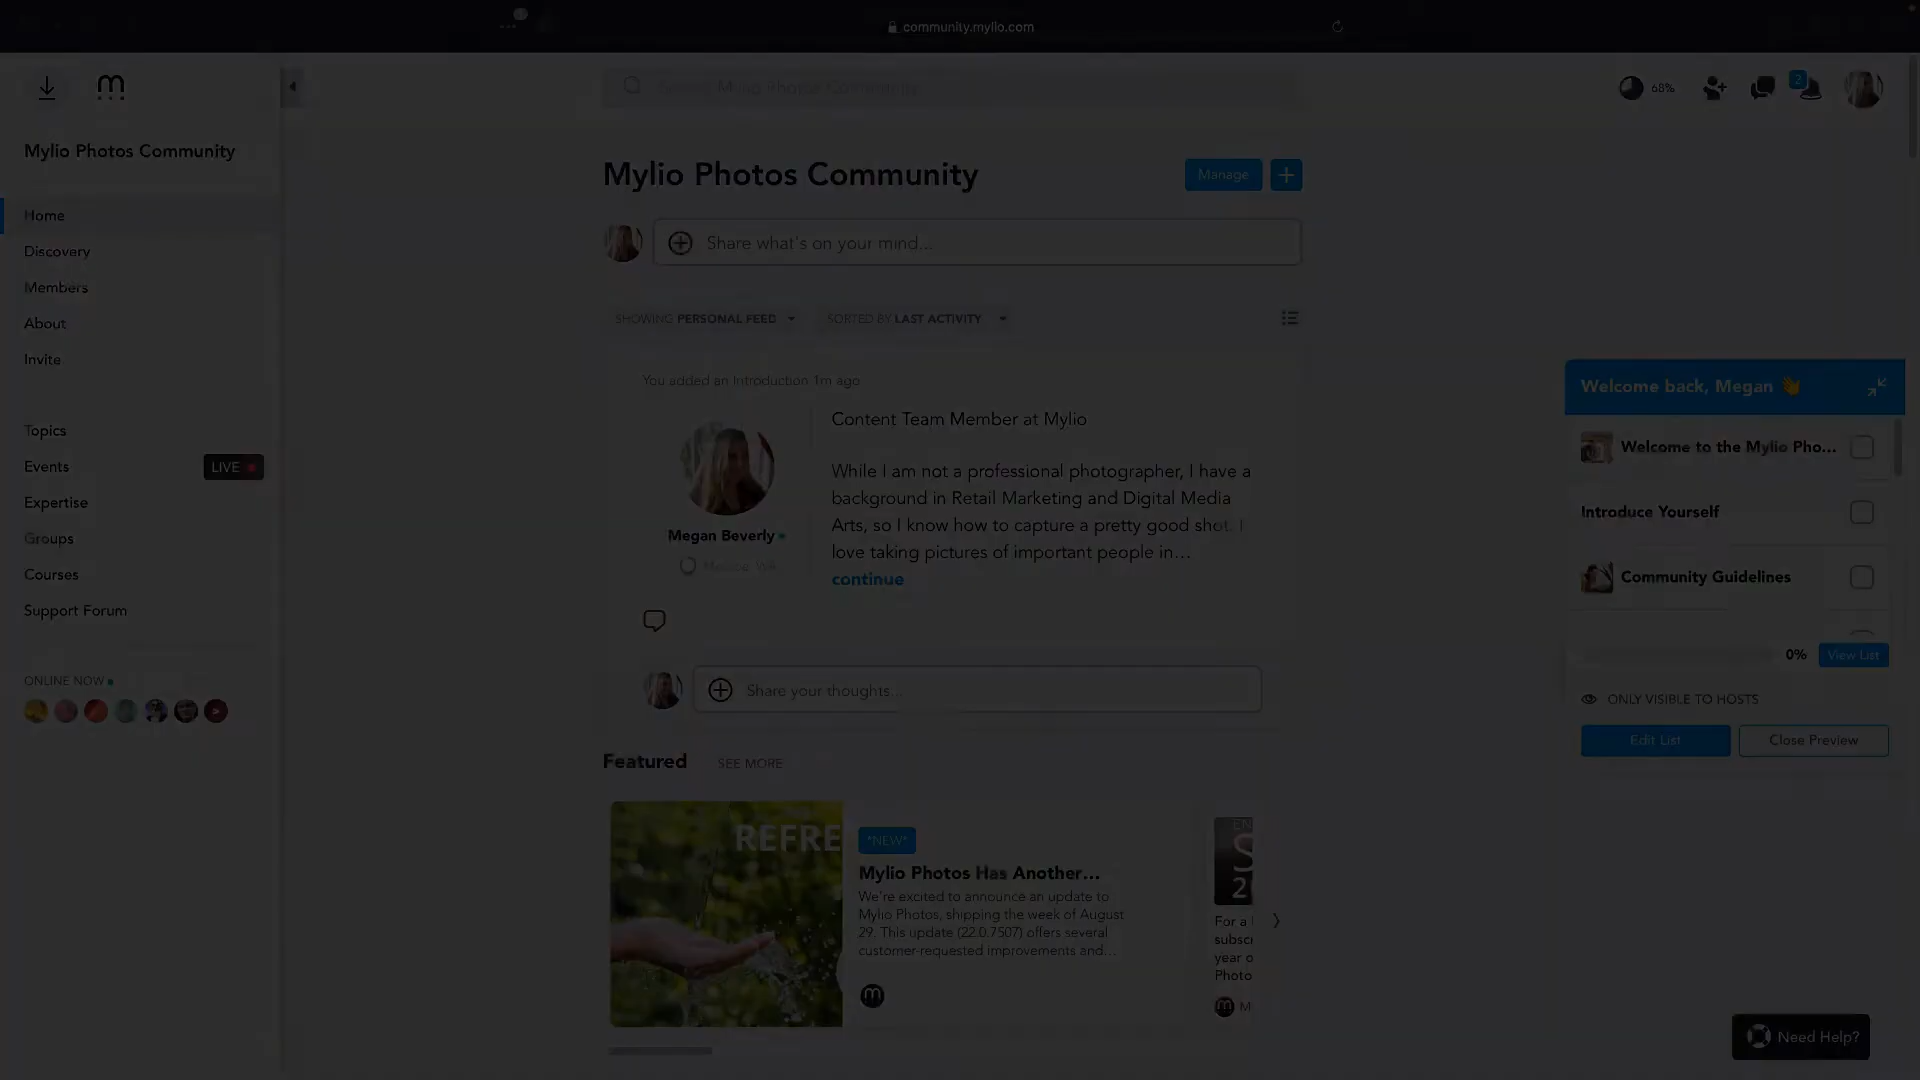 community.mylio.com
68%
2
Mylio Photos Community
Home
Discovery
Members
About
Invite
Topics
Events
LIVE
Expertise
Groups
Courses
Support Forum
ONLINE NOW
Mylio Photos Community
Manage
Share what's on your mind...
SHOWING PERSONAL FEED
SORTED BY LAST ACTIVITY
You added an Introduction 1m ago
Megan Beverly
Content Team Member at Mylio
While I am not a professional photographer, I have a
background in Retail Marketing and Digital Media
Arts, so I know how to capture a pretty good shot. I
love taking pictures of important people in...
continue
Share your thoughts...
Featured
SEE MORE
REFRE
*NEW*
Mylio Photos Has Another...
We're excited to announce an update to
Mylio Photos, shipping the week of August
29. This update (22.0.7507) offers several
customer-requested improvements and...
EN
S
2
For a
subsc
year o
Photo
M
Welcome back, Megan 👋
Welcome to the Mylio Pho...
Introduce Yourself
Community Guidelines
0%
View List
ONLY VISIBLE TO HOSTS
Edit List
Close Preview
Need Help?